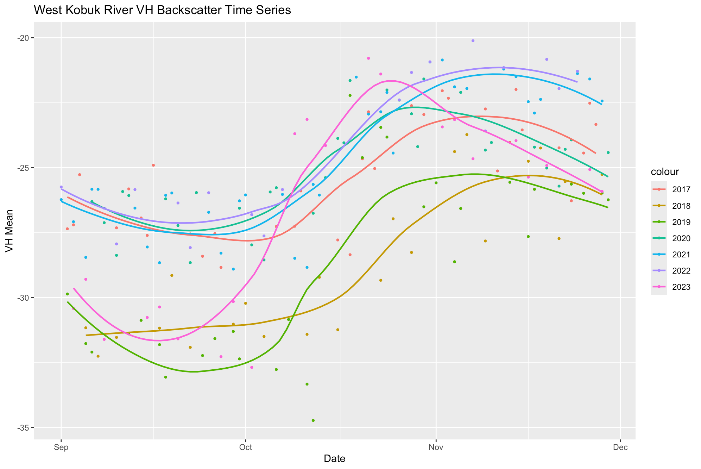 West Kobuk River VH Backscatter Time Series
VH Mean
-20
-25
-30
-35
Sep
Oct
Nov
Dec
Date
colour
2017
2018
2019
2020
2021
2022
2023